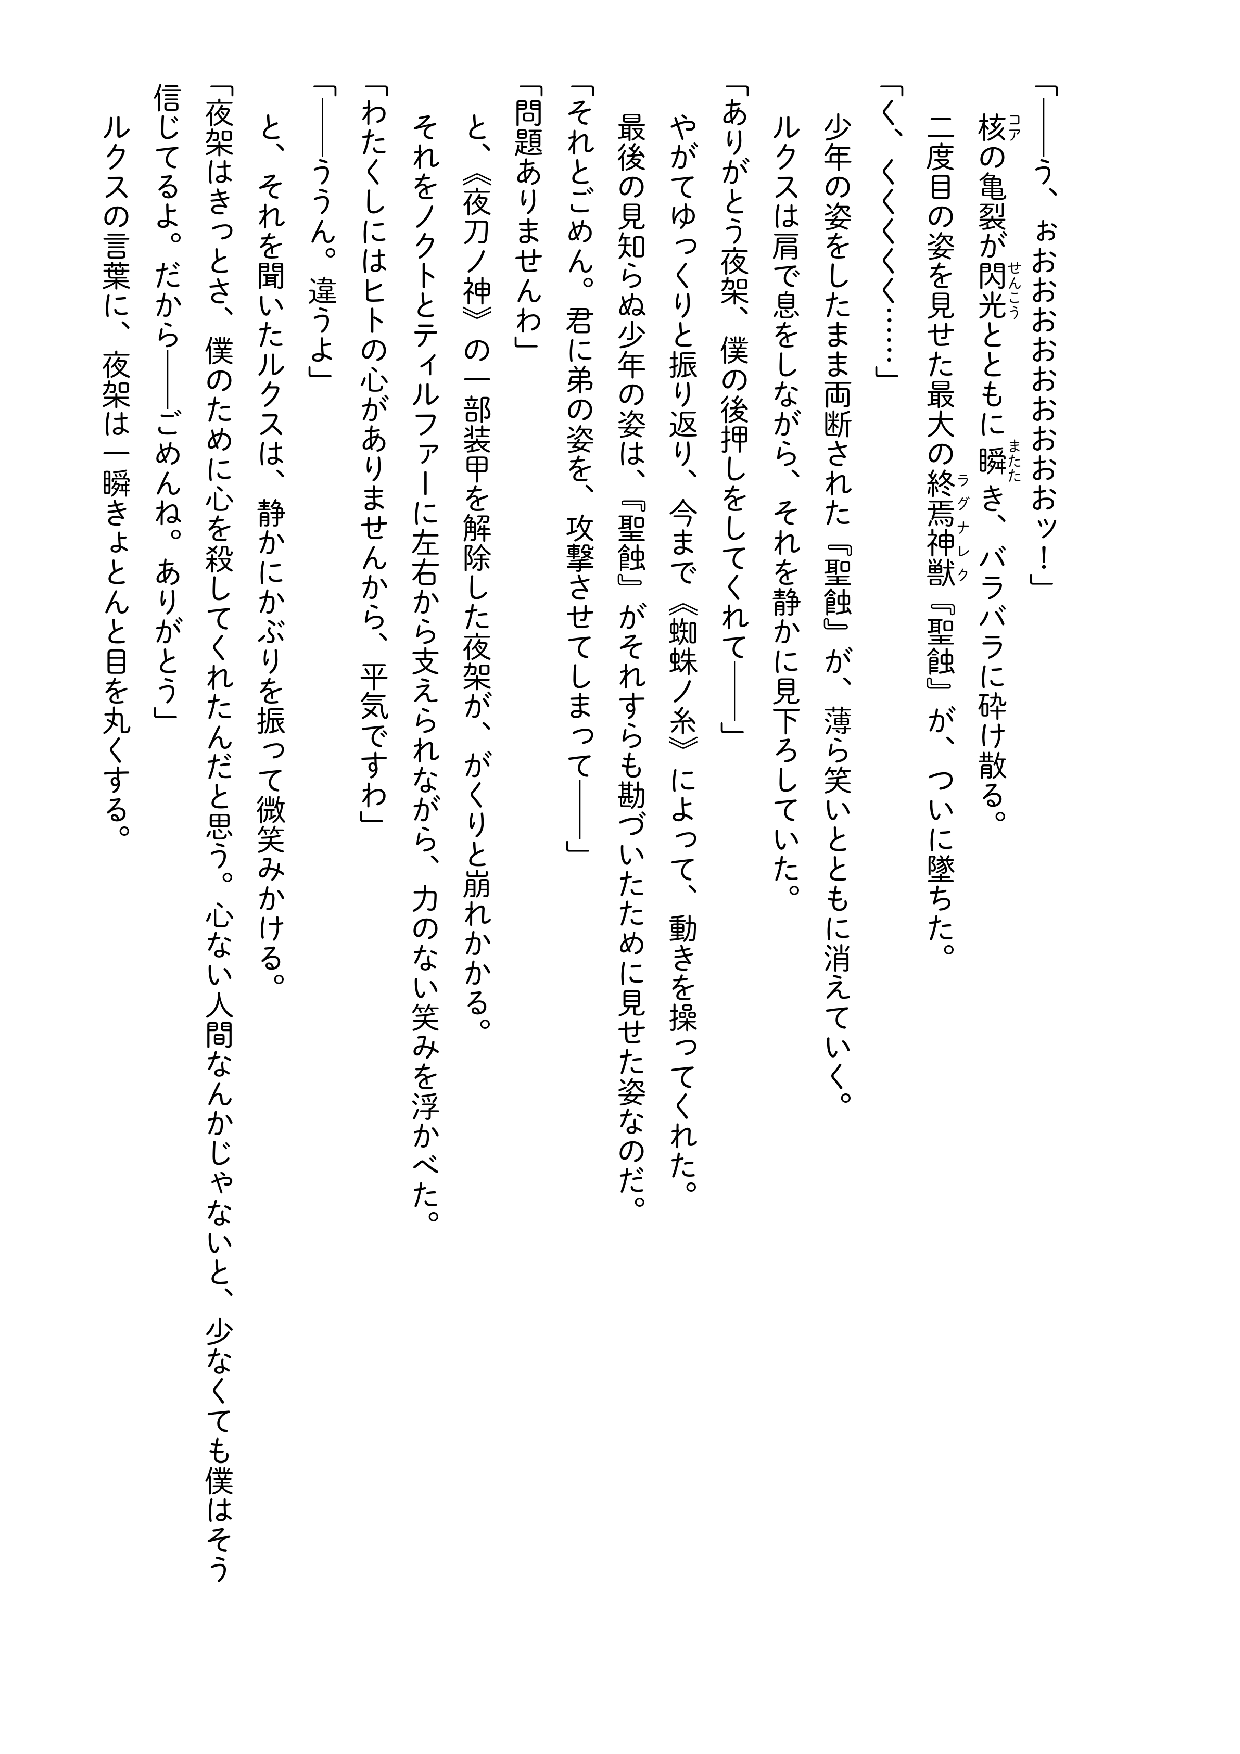 「――う、ぉおおおおおおおおおッ！」
核の亀裂が閃光とともに瞬き、バラバラに砕け散る。
二度目の姿を見せた最大の終焉神獣『聖蝕』が、ついに墜ちた。
「く、くくくくく……」
少年の姿をしたまま両断された『聖蝕』が、薄ら笑いとともに消えていく。
ルクスは肩で息をしながら、それを静かに見下ろしていた。
「ありがとう夜架、僕の後押しをしてくれて――」
やがてゆっくりと振り返り、今まで《蜘蛛ノ糸》によって、動きを操ってくれた。
最後の見知らぬ少年の姿は、『聖蝕』がそれすらも勘づいたために見せた姿なのだ。
「それとごめん。君に弟の姿を、攻撃させてしまって――」
「問題ありませんわ」
と、《夜刀ノ神》の一部装甲を解除した夜架が、がくりと崩れかかる。
それをノクトとティルファーに左右から支えられながら、力のない笑みを浮かべた。
「わたくしにはヒトの心がありませんから、平気ですわ」
「――ううん。違うよ」
と、それを聞いたルクスは、静かにかぶりを振って微笑みかける。
「夜架はきっとさ、僕のために心を殺してくれたんだと思う。心ない人間なんかじゃないと、少なくても僕はそう
信じてるよ。だから――ごめんね。ありがとう」
ルクスの言葉に、夜架は一瞬きょとんと目を丸くする。